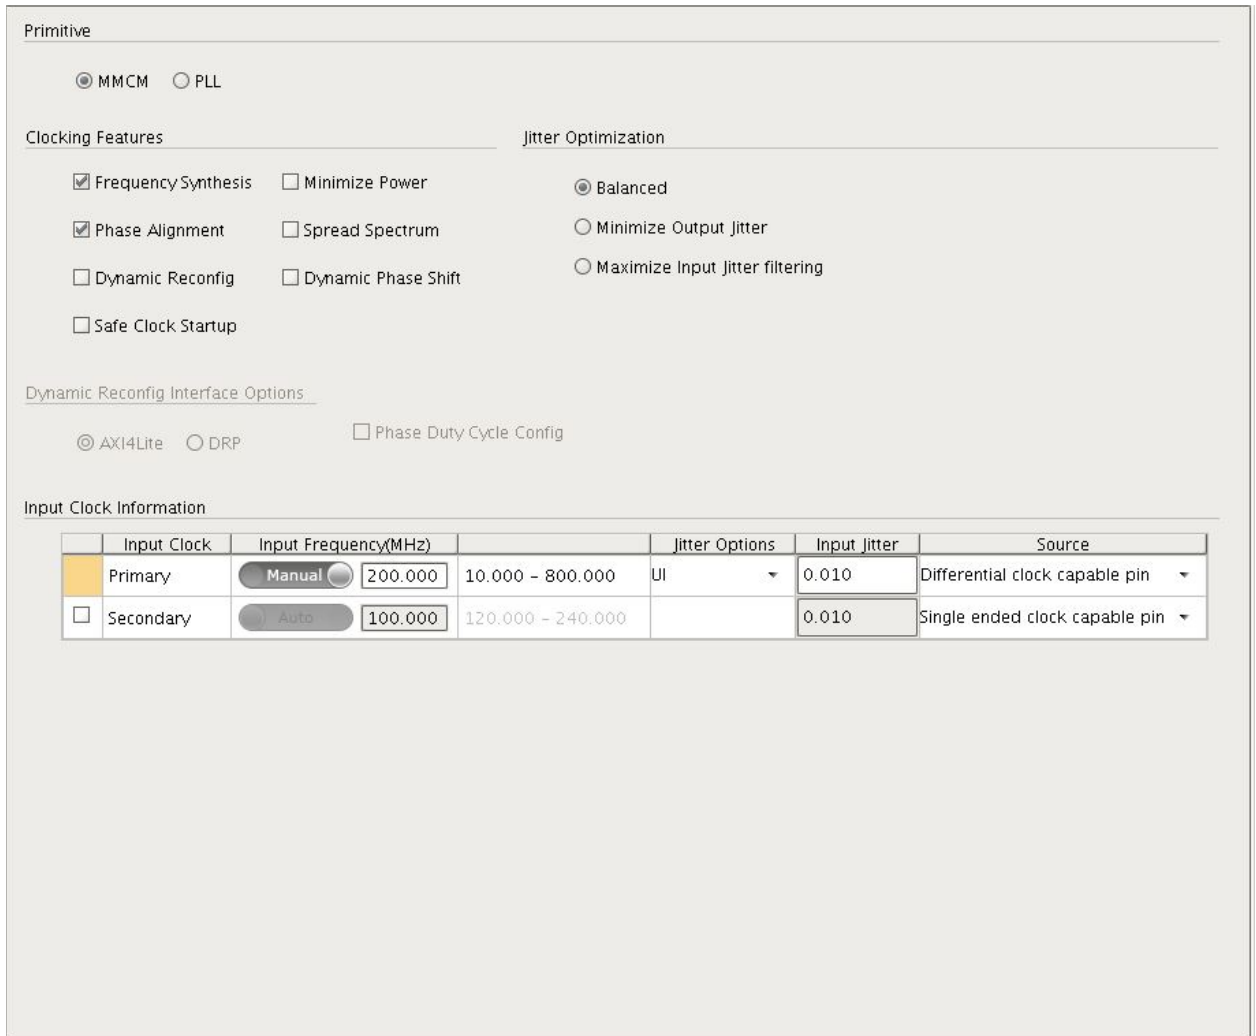 Primitive
MMCM PLL
Clocking Features
Jitter Optimization
Frequency Synthesis Minimize Power
Balanced
Phase Alignment Spread Spectrum
Minimize Output Jitter
Dynamic Reconfig Dynamic Phase Shift
Maximize Input Jitter filtering
Safe Clock Startup
Dynamic Reconfig Interface Options
AXI4Lite DRP Phase Duty Cycle Config
Input Clock Information
Input Clock Input Frequency(MHz) Jitter Options Input Jitter Source
Primary Manual 200.000 10.000 - 800.000 UI 0.010 Differential clock capable pin
Secondary Auto 100.000 120.000 - 240.000 0.010 Single ended clock capable pin